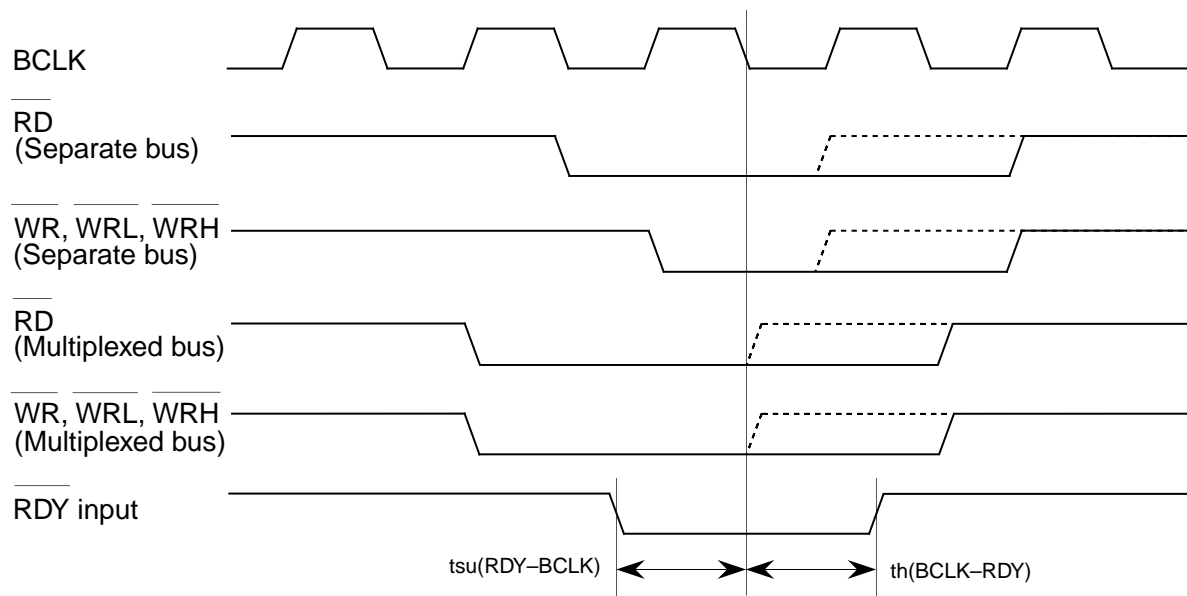 BCLK
RD
(Separate bus)
WR, WRL, WRH
(Separate bus)
RD
(Multiplexed bus)
WR, WRL, WRH
(Multiplexed bus)
RDY input
tsu(RDY–BCLK)
th(BCLK–RDY)